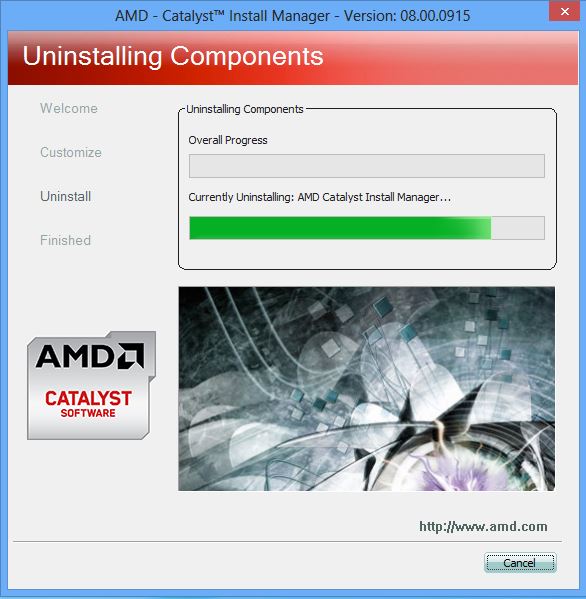 AMD - Catalyst™ Install Manager - Version: 08.00.0915
Uninstalling Components
Welcome
Customize
Uninstall
Finished
Uninstalling Components
Overall Progress
Currently Uninstalling: AMD Catalyst Install Manager...
AMD
CATALYST
SOFTWARE
http://www.amd.com
Cancel